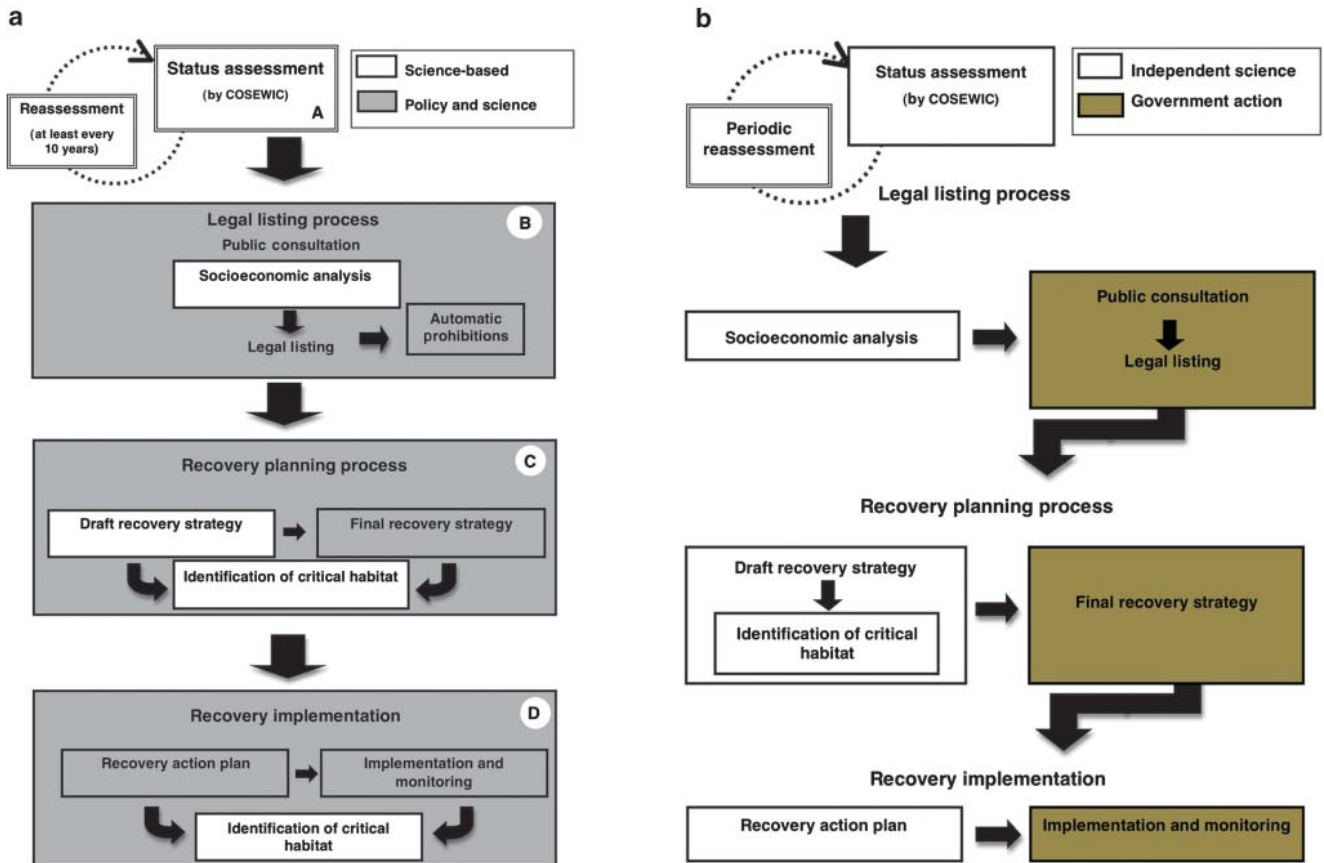 a
Status assessment
(by COSEWIC)
A
Reassessment
(at least every
10 years)
Science-based
Policy and science
Legal listing process
B
Public consultation
Socioeconomic analysis
Legal listing
Automatic
prohibitions
Recovery planning process
C
Draft recovery strategy
Final recovery strategy
Identification of critical habitat
Recovery implementation
D
Recovery action plan
Implementation and
monitoring
Identification of critical
habitat
b
Status assessment
(by COSEWIC)
Periodic
reassessment
Independent science
Government action
Legal listing process
Socioeconomic analysis
Public consultation
Legal listing
Recovery planning process
Draft recovery strategy
Identification of critical
habitat
Final recovery strategy
Recovery implementation
Recovery action plan
Implementation and monitoring